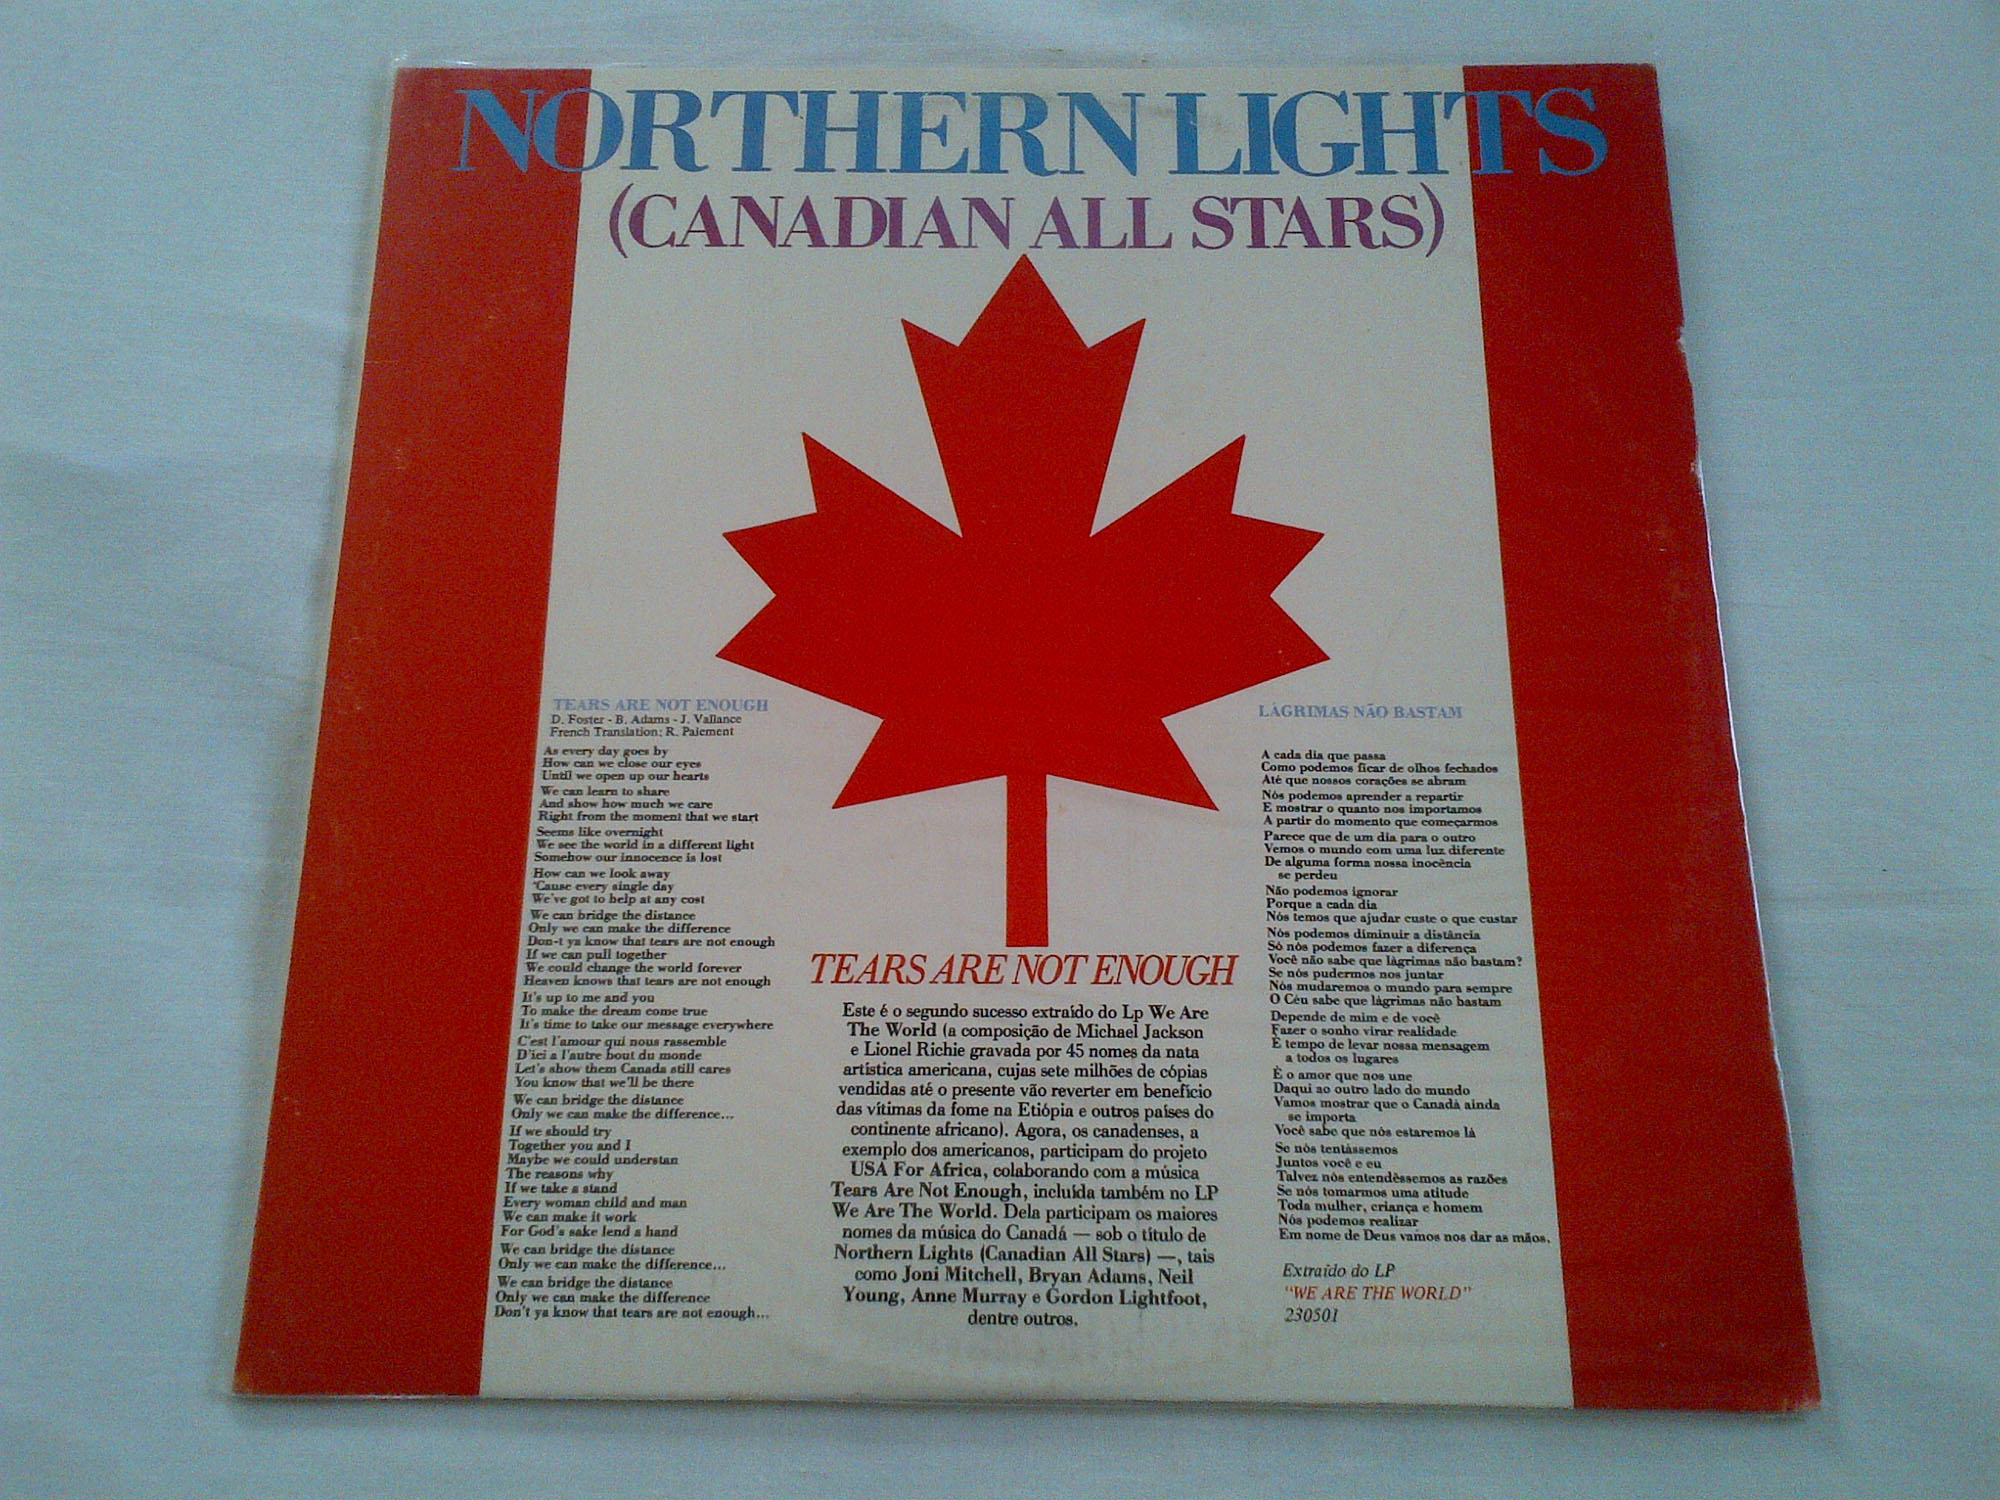 NORTHERN LIGHTS
(CANADIAN ALL STARS)
TEARS ARE NOT ENOUGH
D. Foster - B. Adams - J. Vallance
French Translation: R. Paiement
As every day goes by
How can we close our eyes
Until we open up our hearts
We can learn to share
And show how much we care
Right from the moment that we start
Seems like overnight
We see the world in a different light
Somehow our innocence is lost
How can we look away
'Cause every single day
We've got to help at any cost
We can bridge the distance
Only we can make the difference
Don-t ya know that tears are not enough
If we can pull together
We could change the world forever
Heaven knows that tears are not enough
It's up to me and you
To make the dream come true
It's time to take our message everywhere
C'est l'amour qui nous rassemble
D'ici a l'autre bout du monde
Let's show them Canada still cares
You know that we'll be there
We can bridge the distance
Only we can make the difference...
If we should try
Together you and I
Maybe we could understan
The reasons why
If we take a stand
Every woman child and man
We can make it work
For God's sake lend a hand
We can bridge the distance
Only we can make the difference...
We can bridge the distance
Only we can make the difference
Don't ya know that tears are not enough...
TEARS ARE NOT ENOUGH
Este é o segundo sucesso extraído do Lp We Are
The World (a composição de Michael Jackson
e Lionel Richie gravada por 45 nomes da nata
artística americana, cujas sete milhões de cópias
vendidas até o presente vão reverter em benefício
das vítimas da fome na Etiópia e outros países do
continente africano). Agora, os canadenses, a
exemplo dos americanos, participam do projeto
USA For Africa, colaborando com a música
Tears Are Not Enough, incluída também no LP
We Are The World. Dela participam os maiores
nomes da música do Canadá — sob o título de
Northern Lights (Canadian All Stars) —, tais
como Joni Mitchell, Bryan Adams, Neil
Young, Anne Murray e Gordon Lightfoot,
dentre outros.
LÁGRIMAS NÃO BASTAM
A cada dia que passa
Como podemos ficar de olhos fechados
Até que nossos corações se abram
Nós podemos aprender a repartir
E mostrar o quanto nos importamos
A partir do momento que começarmos
Parece que de um dia para o outro
Vemos o mundo com uma luz diferente
De alguma forma nossa inocência
se perdeu
Não podemos ignorar
Porque a cada dia
Nós temos que ajudar custe o que custar
Nós podemos diminuir a distância
Só nós podemos fazer a diferença
Você não sabe que lágrimas não bastam?
Se nós pudermos nos juntar
Nós mudaremos o mundo para sempre
O Céu sabe que lágrimas não bastam
Depende de mim e de você
Fazer o sonho virar realidade
É tempo de levar nossa mensagem
a todos os lugares
É o amor que nos une
Daqui ao outro lado do mundo
Vamos mostrar que o Canadá ainda
se importa
Você sabe que nós estaremos lá
Se nós tentássemos
Juntos você e eu
Talvez nós entendêssemos as razões
Se nós tomarmos uma atitude
Toda mulher, criança e homem
Nós podemos realizar
Em nome de Deus vamos nos dar as mãos.
Extraído do LP
"WE ARE THE WORLD"
230501